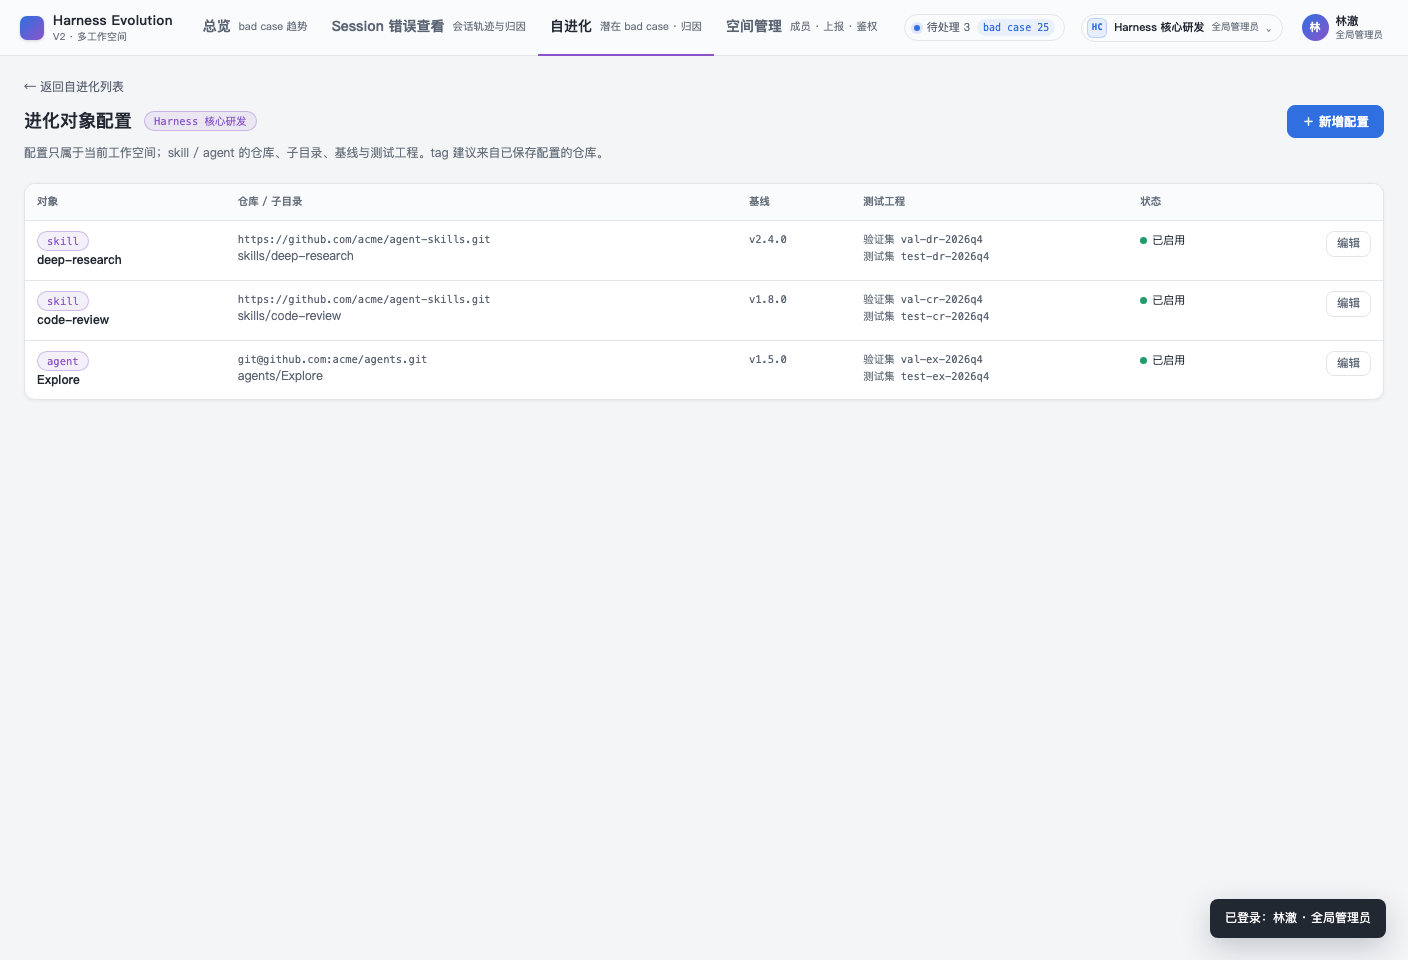 Harness Evolution
V2 · 多工作空间
总览 bad case 趋势
Session 错误查看 会话轨迹与归因
自进化 潜在 bad case · 归因
空间管理 成员 · 上报 · 鉴权
待处理 3 bad case 25
HC Harness 核心研发 全局管理员
林
林澈
全局管理员
← 返回自进化列表
进化对象配置 Harness 核心研发
+ 新增配置
配置只属于当前工作空间；skill / agent 的仓库、子目录、基线与测试工程。tag 建议来自已保存配置的仓库。
对象 仓库 / 子目录 基线 测试工程 状态
skill https://github.com/acme/agent-skills.git v2.4.0 验证集 val-dr-2026q4 已启用 编辑
deep-research skills/deep-research 测试集 test-dr-2026q4
skill https://github.com/acme/agent-skills.git v1.8.0 验证集 val-cr-2026q4 已启用 编辑
code-review skills/code-review 测试集 test-cr-2026q4
agent git@github.com:acme/agents.git v1.5.0 验证集 val-ex-2026q4 已启用 编辑
Explore agents/Explore 测试集 test-ex-2026q4
已登录：林澈 · 全局管理员